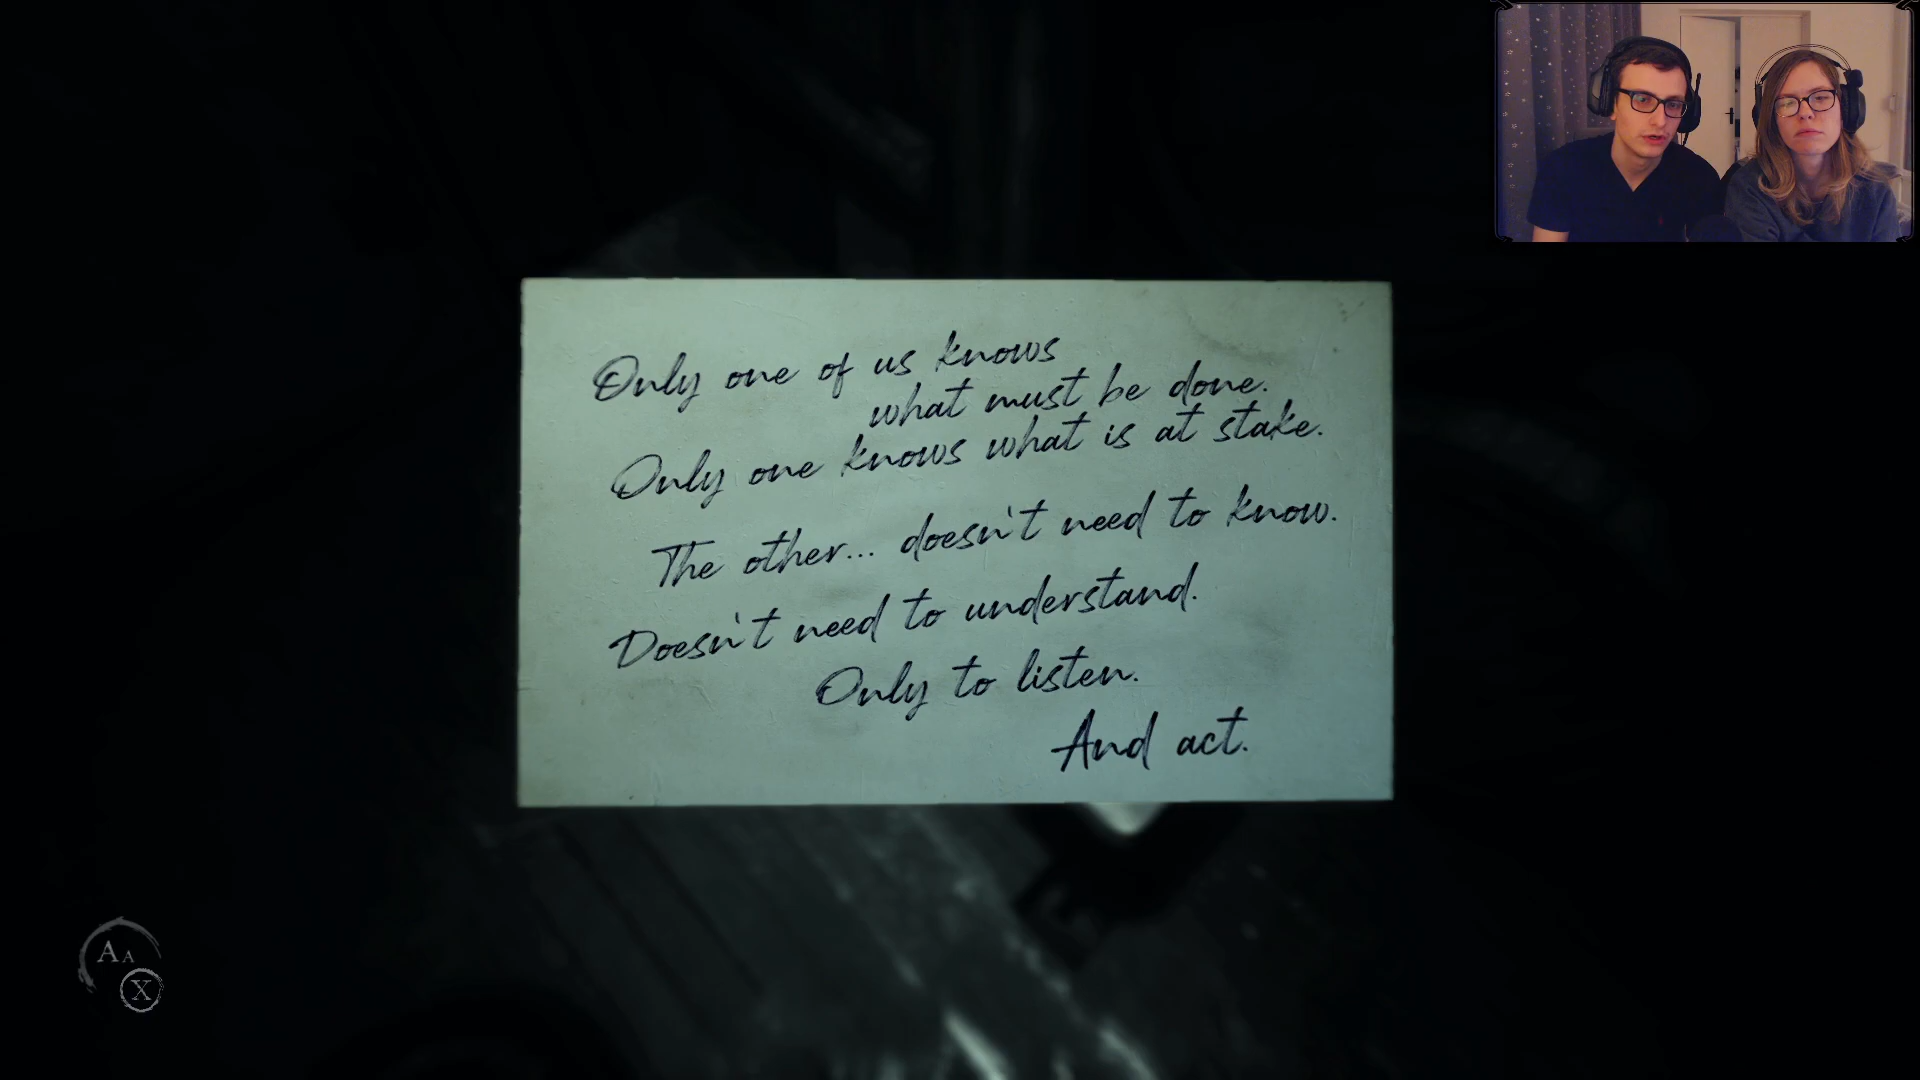 Only one of us knows
what must be done.
Only one knows what is at stake.
The other... doesn't need to know.
Doesn't need to understand.
Only to listen.
And act.
A A
X